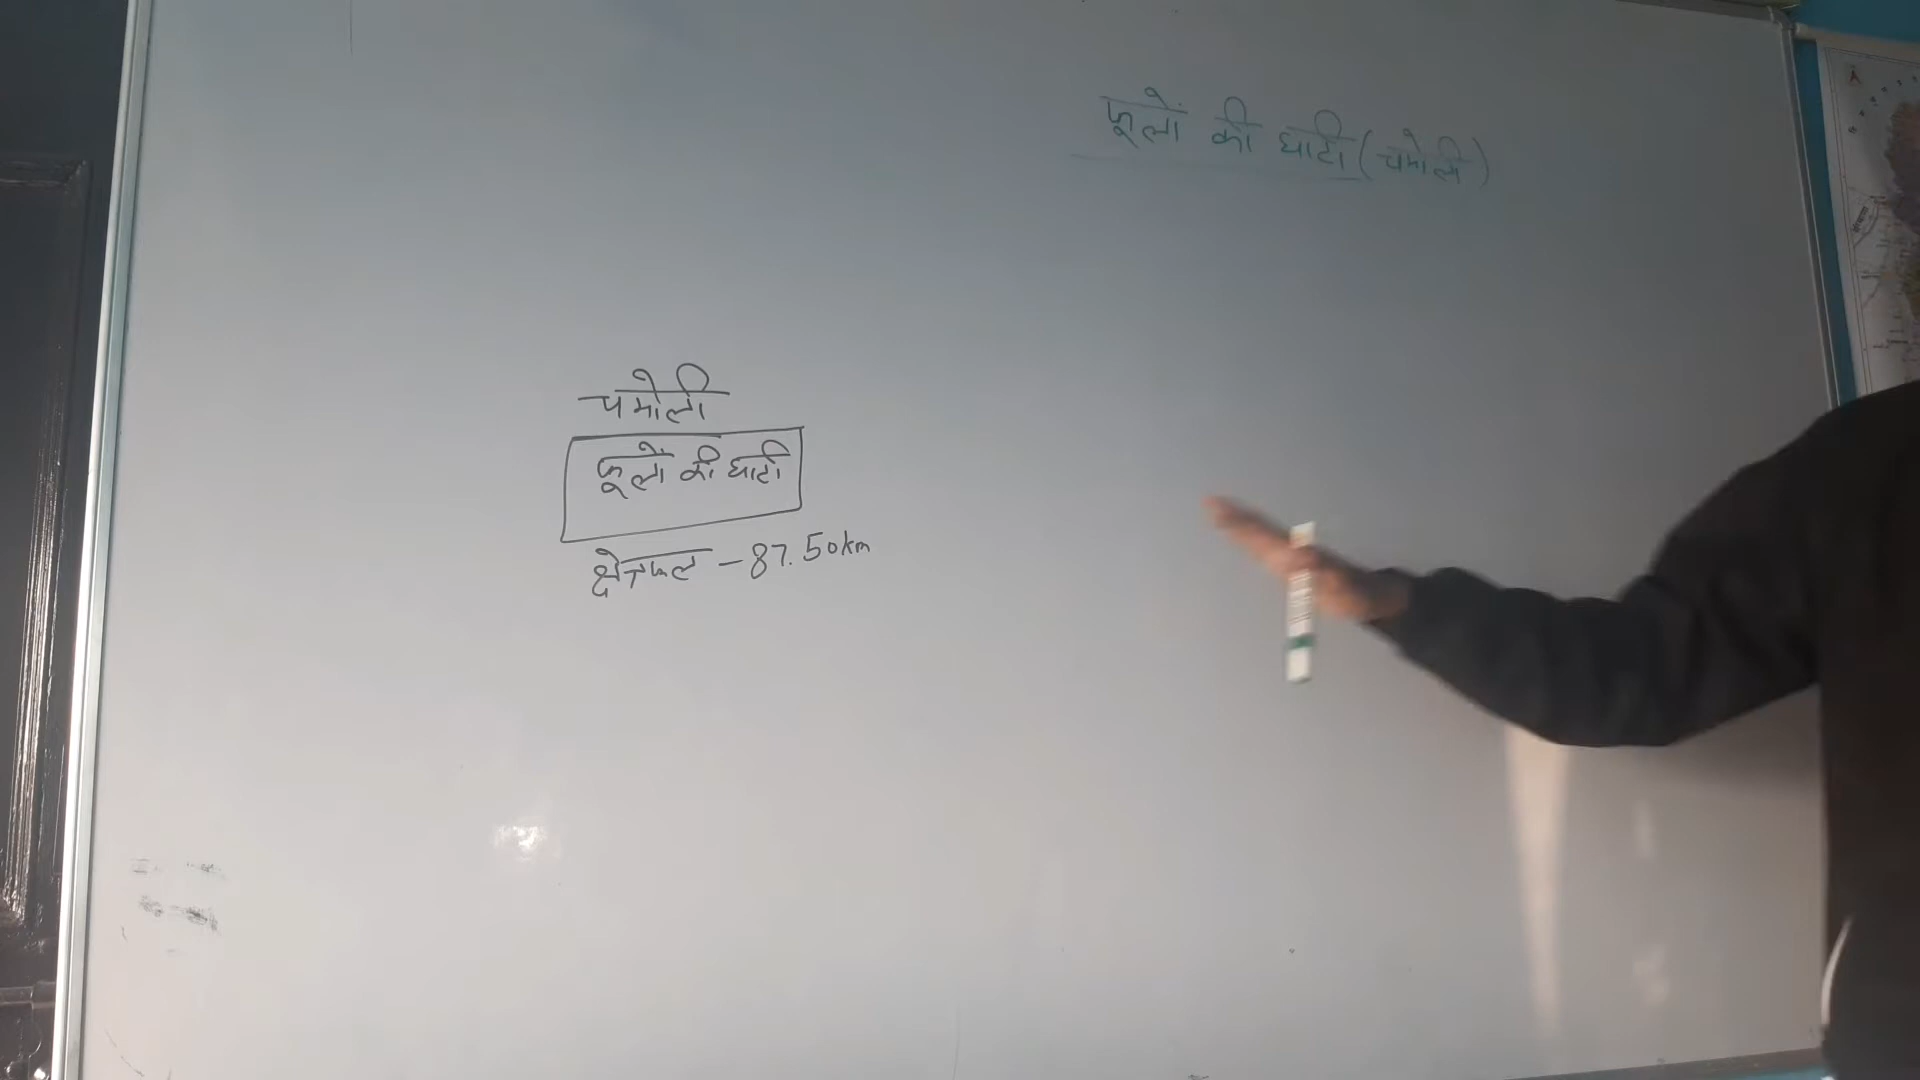 फूलों की घाटी (चमोली)
चमोली
फूलों की घाटी
क्षेत्रफल - 87.50km